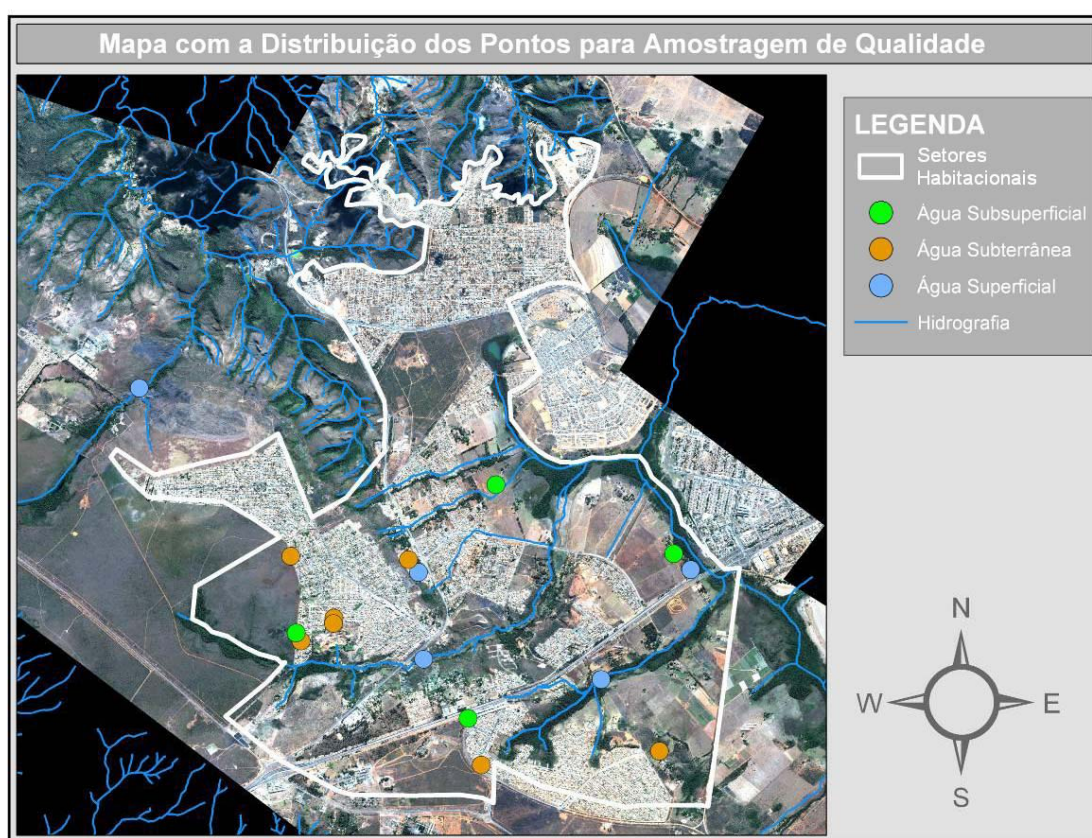 Mapa com a Distribuição dos Pontos para Amostragem de Qualidade
LEGENDA
Setores
Habitacionais
Água Subsuperficial
Água Subterrânea
Água Superficial
Hidrografia
N
W
E
S